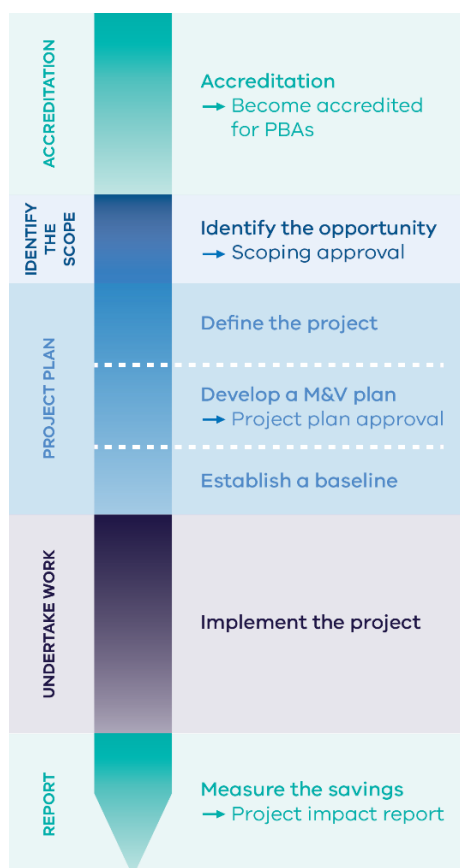 ACCREDITATION
Accreditation
→ Become accredited
for PBAs
IDENTIFY
THE
SCOPE
Identify the opportunity
→ Scoping approval
PROJECT PLAN
Define the project
Develop a M&V plan
→ Project plan approval
Establish a baseline
UNDERTAKE WORK
Implement the project
REPORT
Measure the savings
→ Project impact report